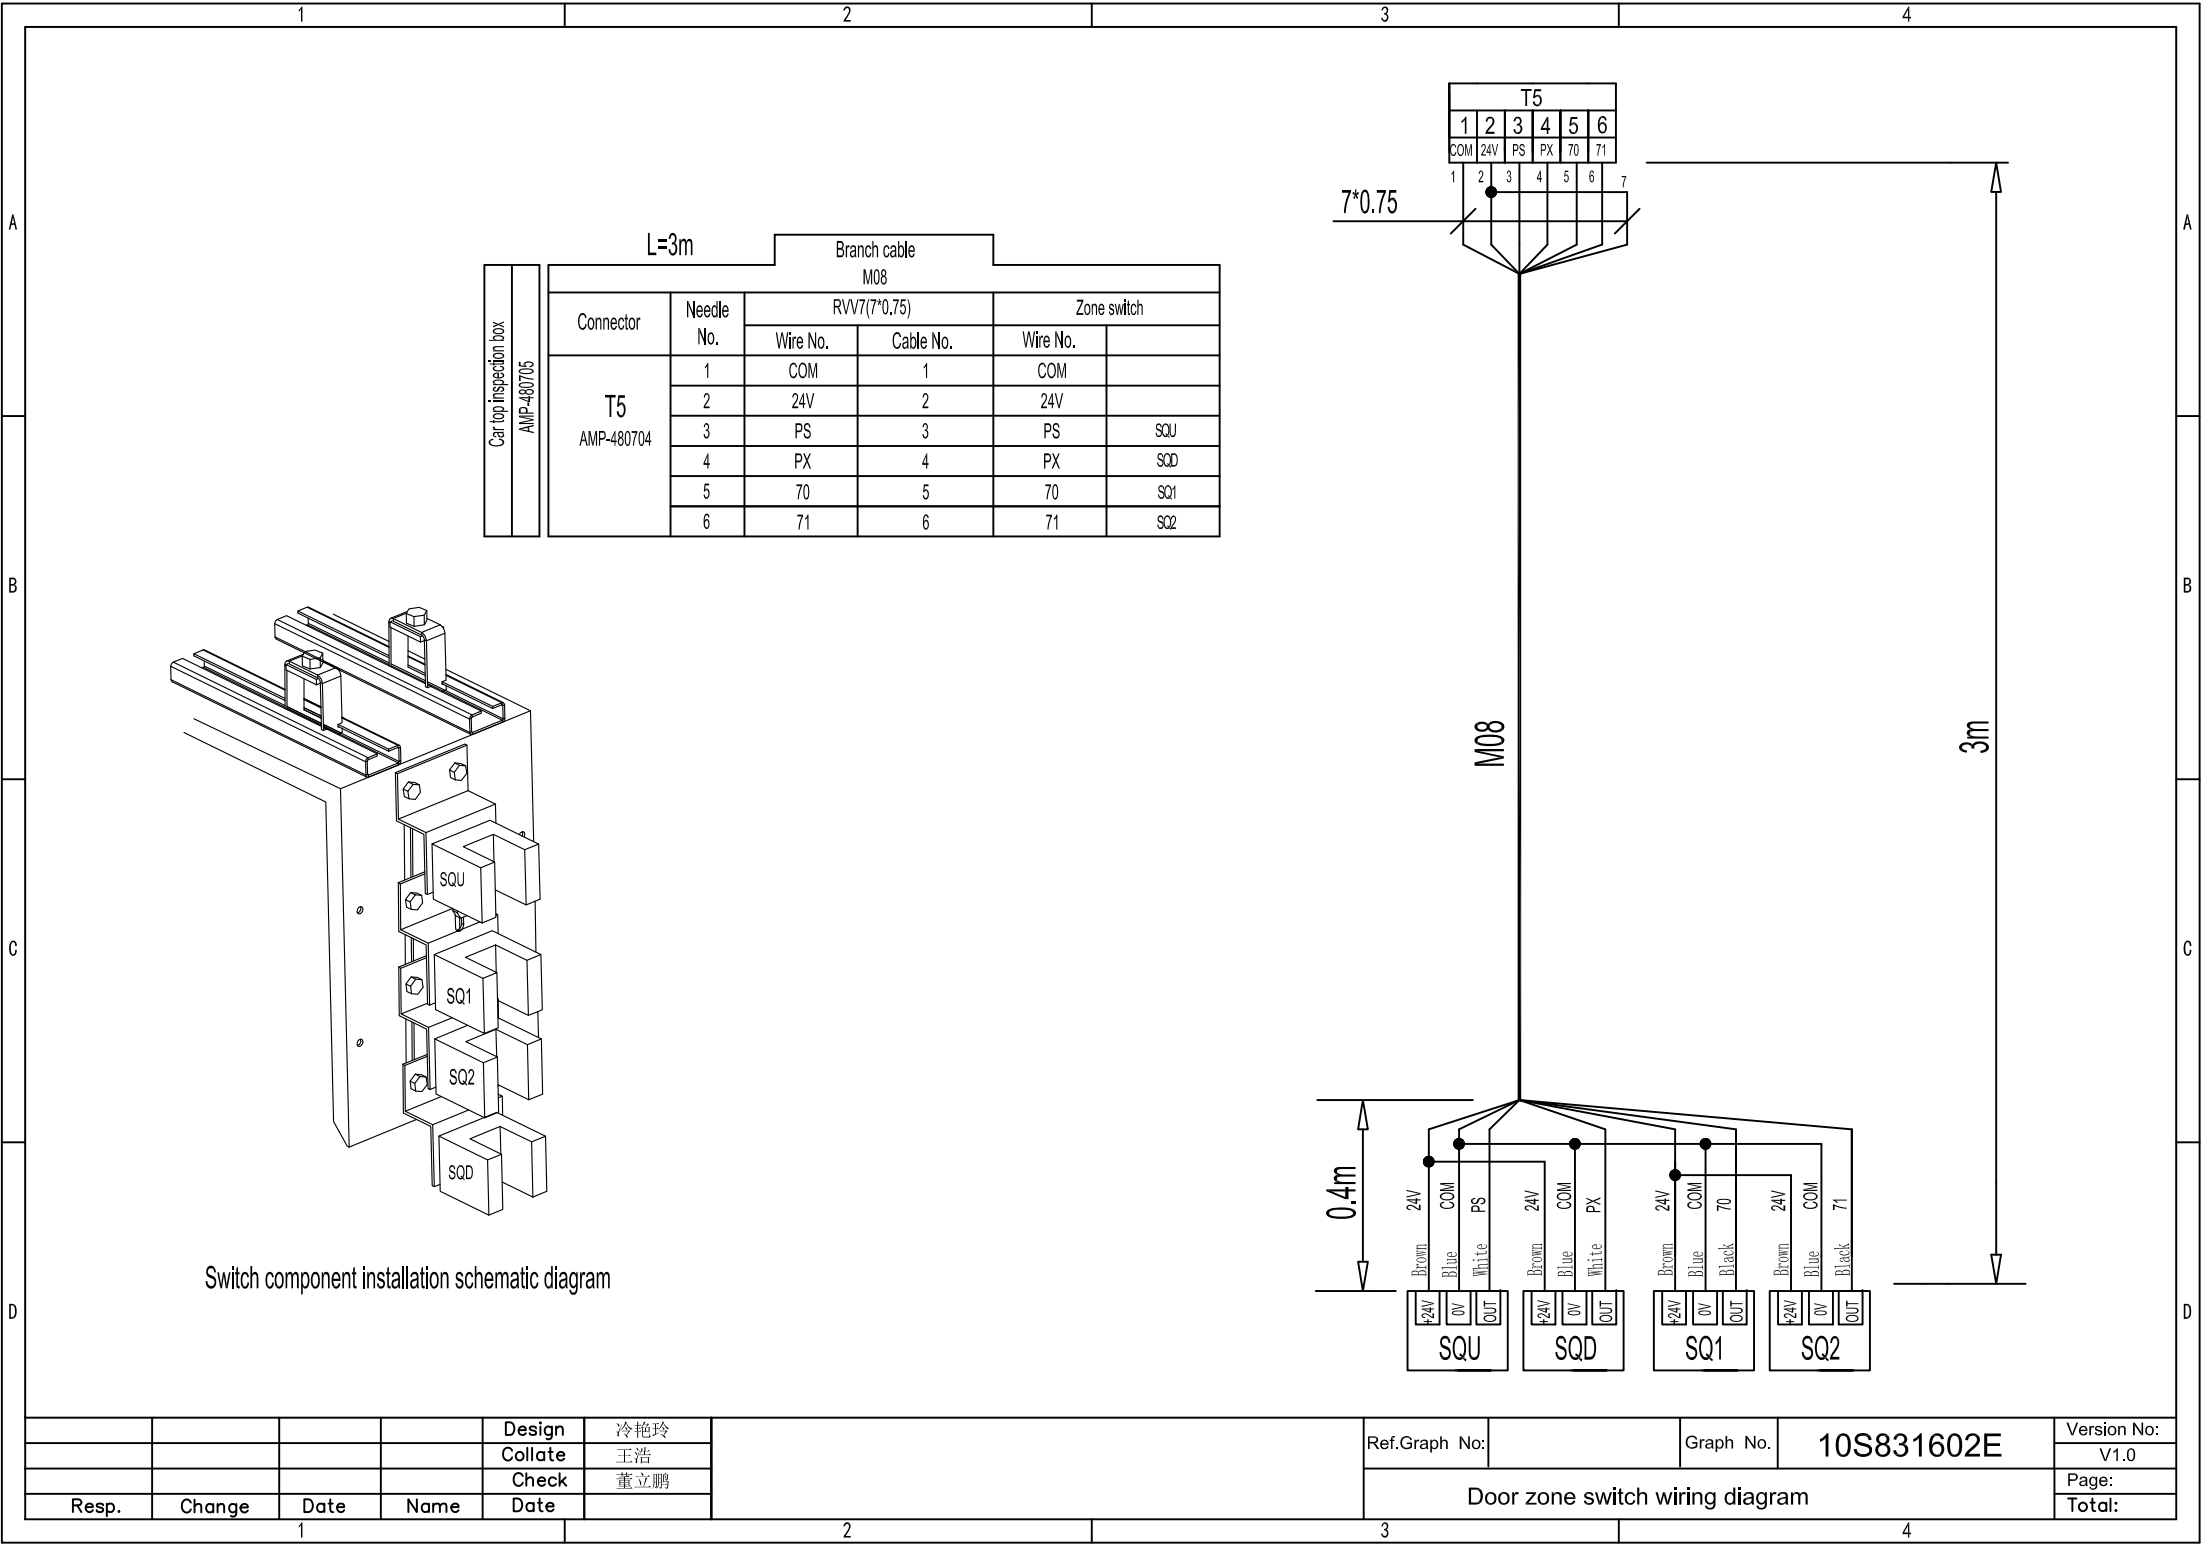 1 2 3 4
A A
B B
C C
D D
L=3m
Branch cable
M08
Car top inspection box
AMP-480705
Connector
Needle
No.
RVV7(7*0.75)
Zone switch
Wire No. Cable No. Wire No.
T5
AMP-480704
1 COM 1 COM
2 24V 2 24V
3 PS 3 PS SQU
4 PX 4 PX SQD
5 70 5 70 SQ1
6 71 6 71 SQ2
SQU
SQ1
SQ2
SQD
Switch component installation schematic diagram
T5
1 2 3 4 5 6
COM 24V PS PX 70 71
1 2 3 4 5 6 7
7*0.75
M08
3m
0.4m
24V COM PS 24V COM PX 24V COM 70 24V COM 71
Brown Blue White Brown Blue White Brown Blue Black Brown Blue Black
+24V 0V OUT +24V 0V OUT +24V 0V OUT +24V 0V OUT
SQU SQD SQ1 SQ2
Design 冷艳玲
Collate 王浩
Check 董立鹏
Resp. Change Date Name Date
Ref.Graph No:
Graph No. 10S831602E
Door zone switch wiring diagram
Version No:
V1.0
Page:
Total:
1 2 3 4